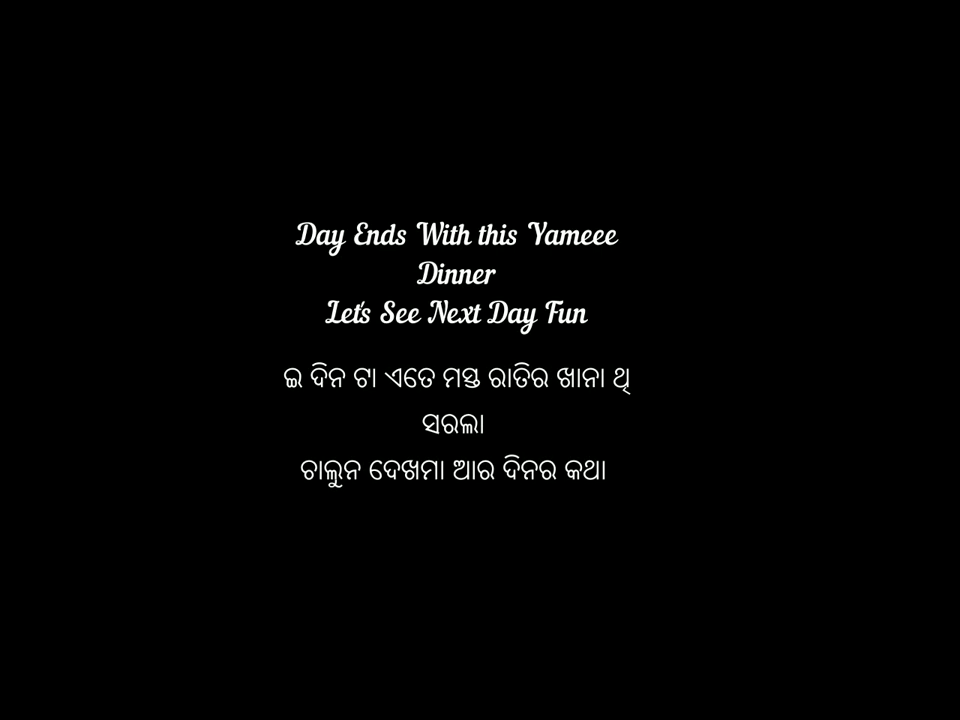 Day Ends With this Yameee
Dinner
Let's See Next Day Fun
ଇ ଦିନ ଟା ଏତେ ମସ୍ତ ରାତିର ଖାନା ଥି
ସରଲା
ଚାଲୁନ ଦେଖମା ଆର ଦିନର କଥା